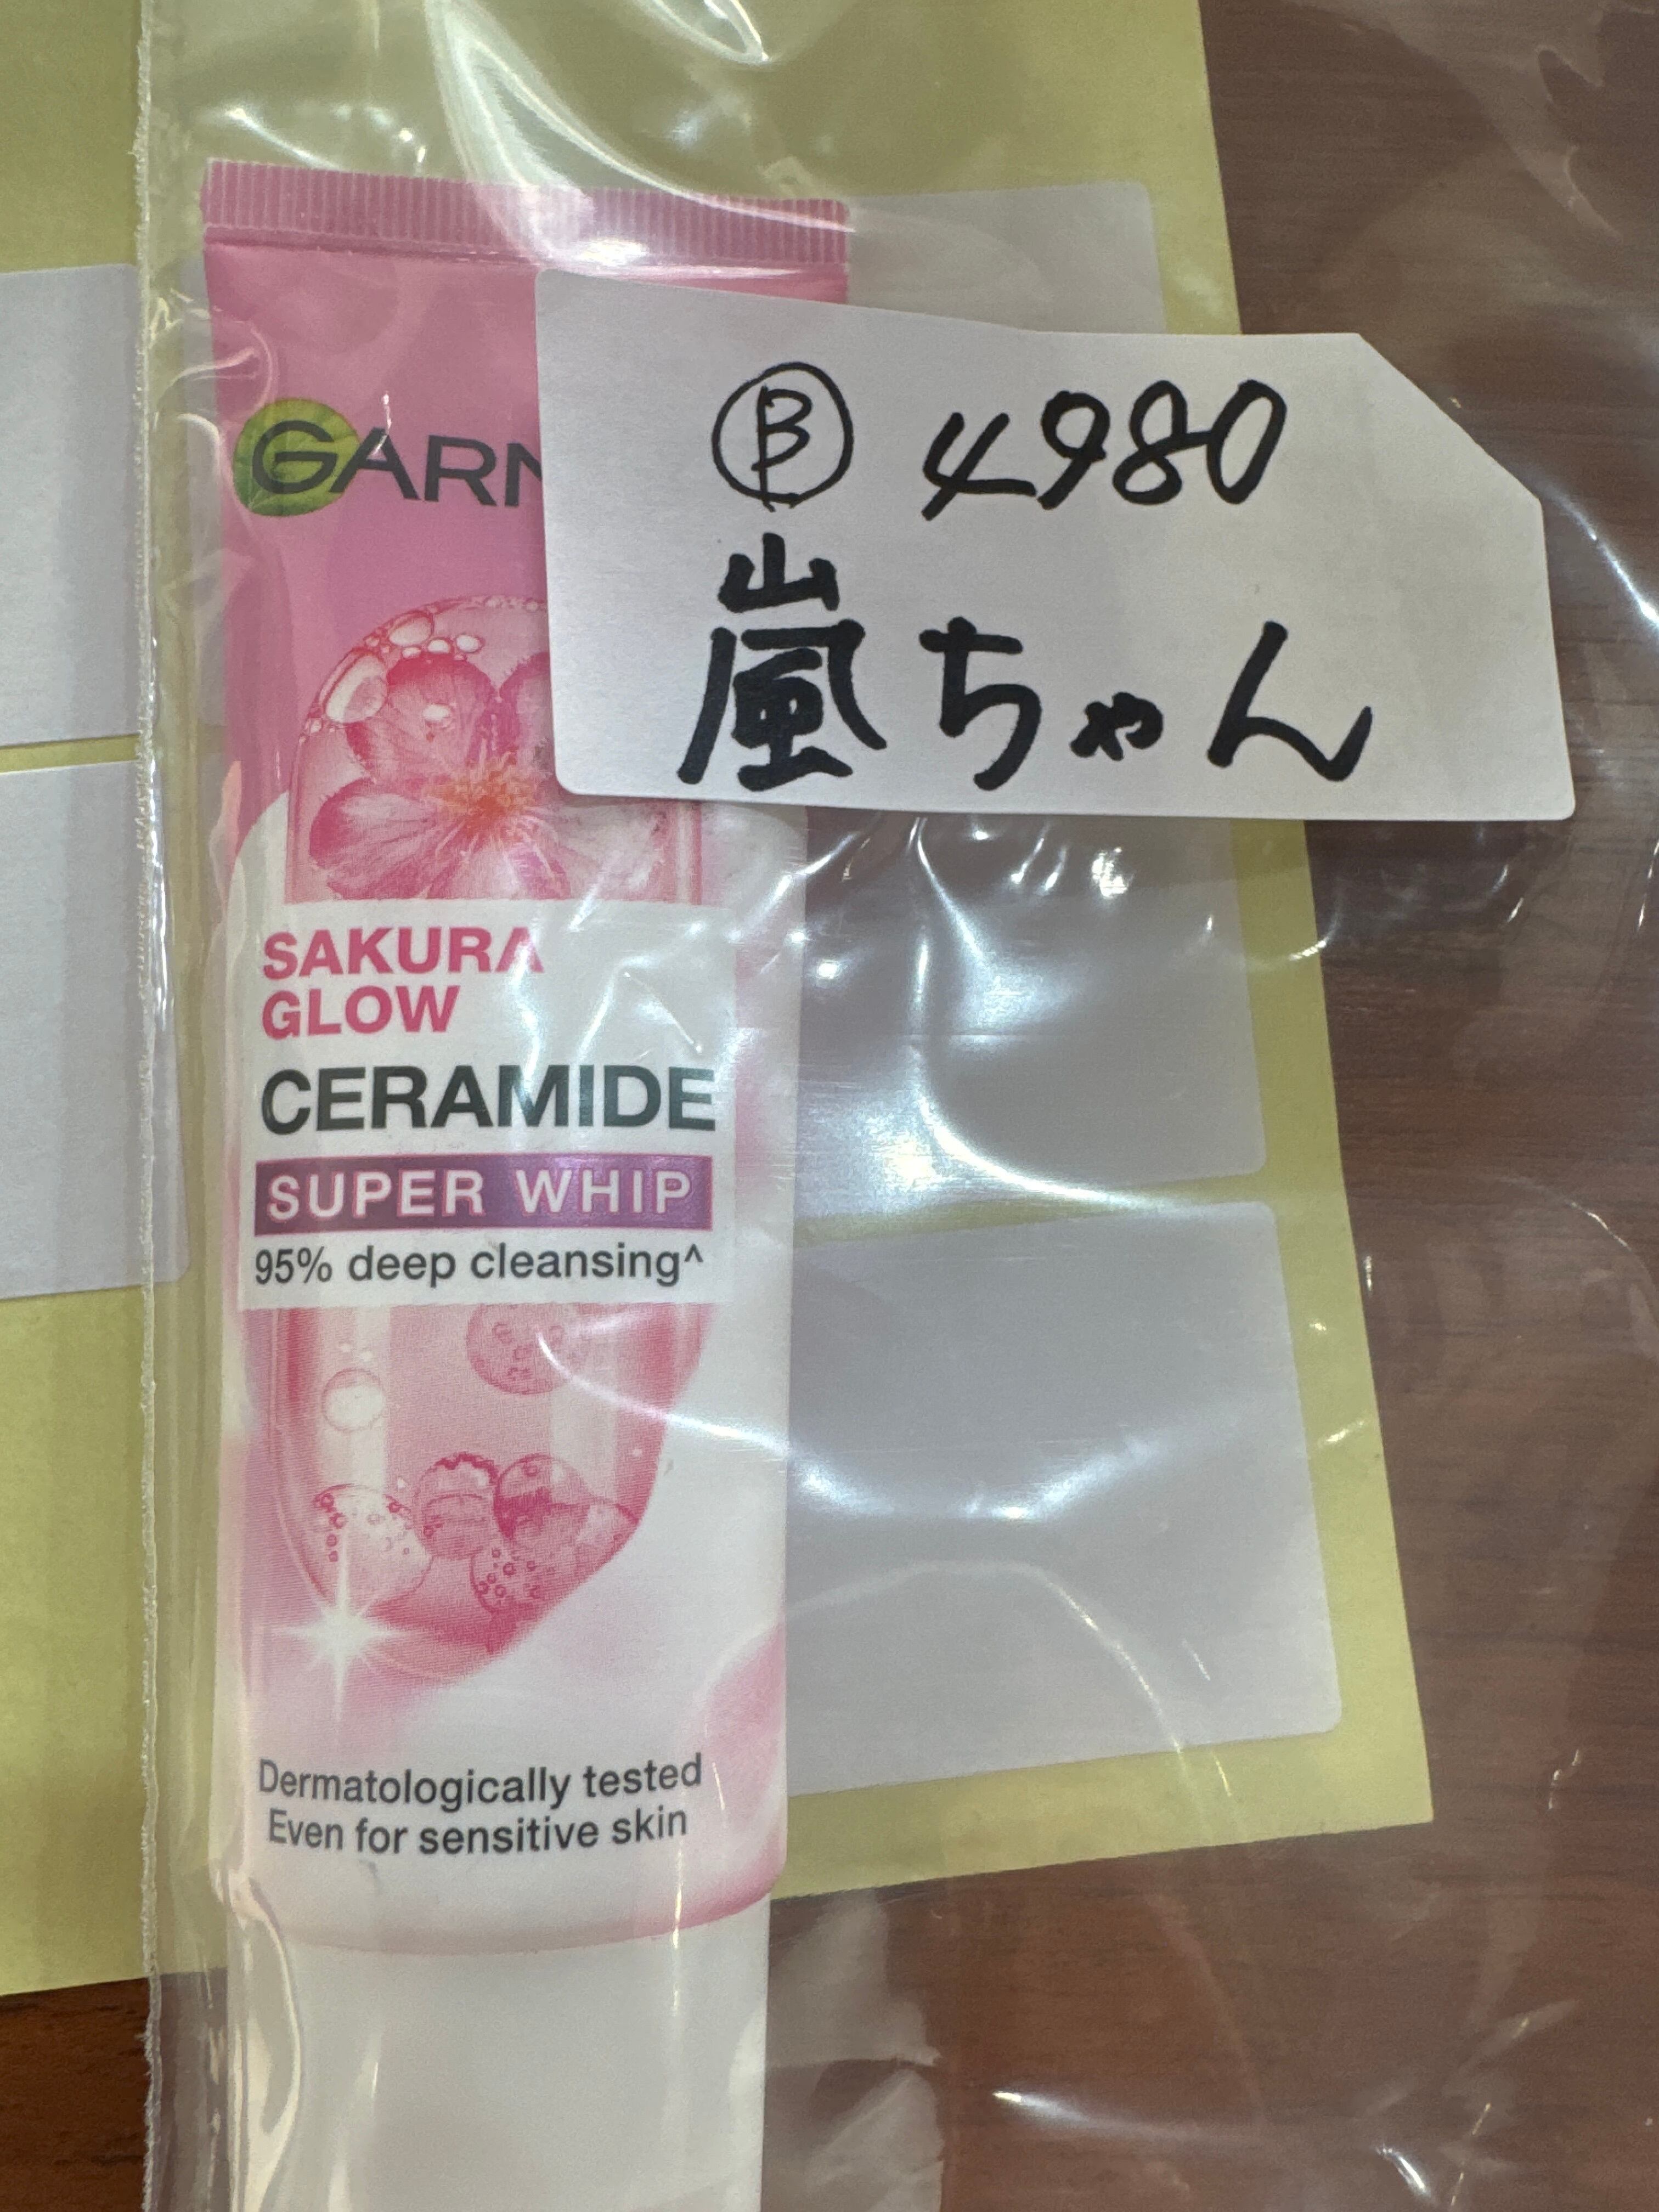 Ⓑ 4980
嵐ちゃん
GARN
SAKURA
GLOW
CERAMIDE
SUPER WHIP
95% deep cleansing^
Dermatologically tested
Even for sensitive skin